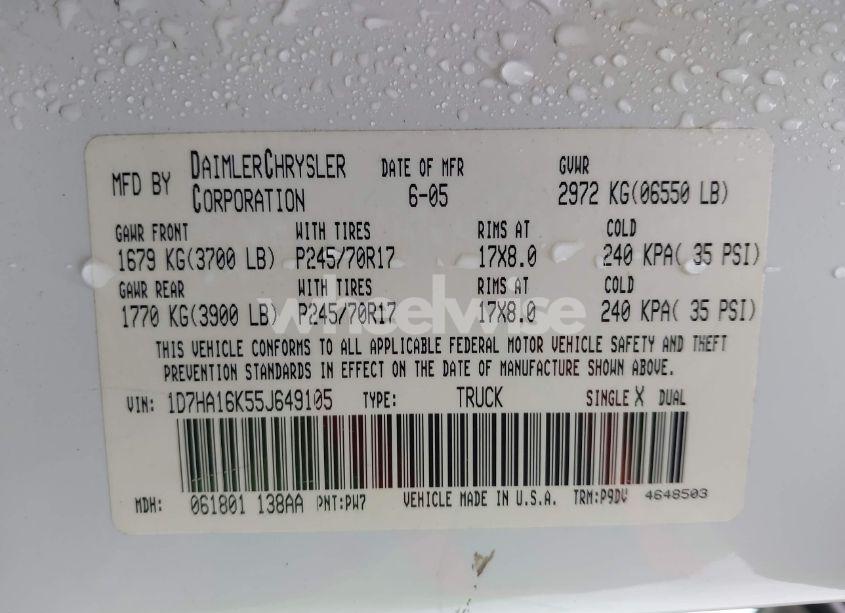 MFD BY DAIMLERCHRYSLER CORPORATION DATE OF MFR 6-05 GVWR 2972 KG(06550 LB)
GAWR FRONT WITH TIRES RIMS AT COLD
1679 KG(3700 LB) P245/70R17 17X8.0 240 KPA( 35 PSI)
GAWR REAR WITH TIRES RIMS AT COLD
1770 KG(3900 LB) P245/70R17 17X8.0 240 KPA( 35 PSI)
wheelwise
THIS VEHICLE CONFORMS TO ALL APPLICABLE FEDERAL MOTOR VEHICLE SAFETY AND THEFT
PREVENTION STANDARDS IN EFFECT ON THE DATE OF MANUFACTURE SHOWN ABOVE.
VIN: 1D7HA16K55J649105 TYPE: TRUCK SINGLE X DUAL
MDH: 061801 138AA PNT:PW7 VEHICLE MADE IN U.S.A. TRM:P9DV 4648503